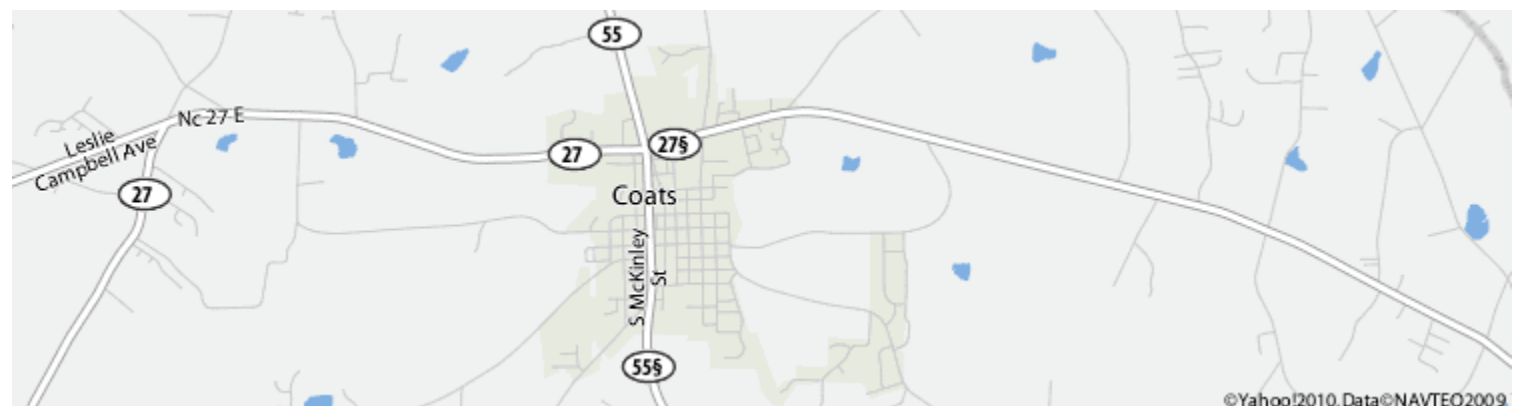 55
Nc 27 E
27§
27
Leslie
Campbell Ave
27
Coats
S McKinley
St
55§
©Yahoo!2010, Data©NAVTEQ2009